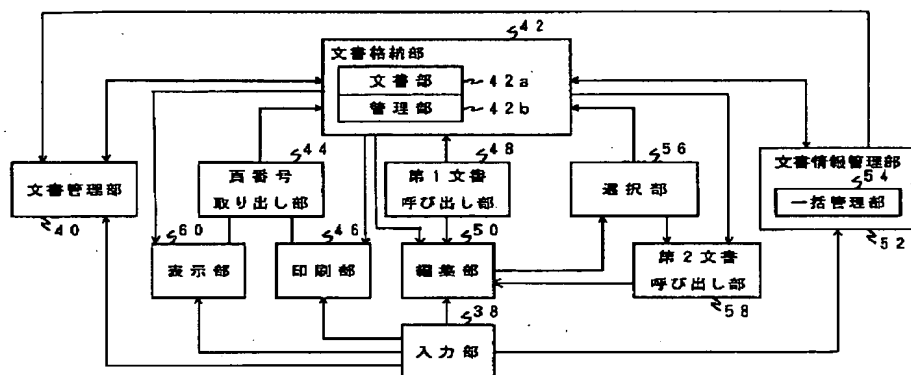 42
文書格納部
文書部 42a
管理部 42b
44
頁番号
取り出し部
48
第1文書
呼び出し部
56
選択部
文書情報管理部
54
一括管理部
52
文書管理部
40
60
表示部
46
印刷部
50
編集部
第2文書
呼び出し部
58
38
入力部